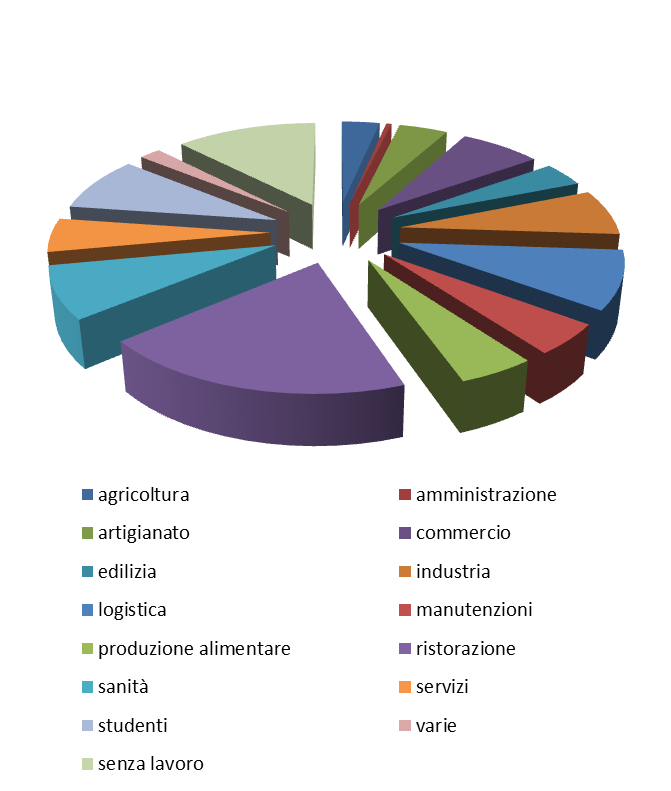 agricoltura
amministrazione
artigianato
commercio
edilizia
industria
logistica
manutenzioni
produzione alimentare
ristorazione
sanità
servizi
studenti
varie
senza lavoro